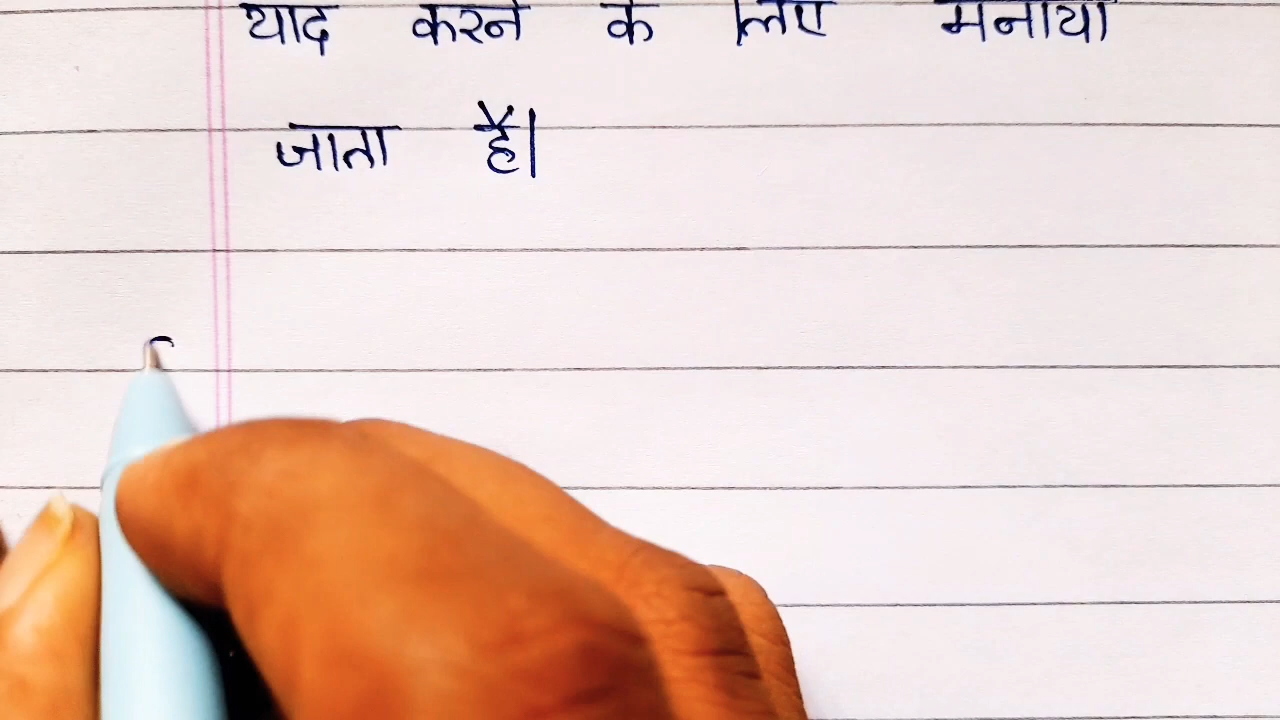 याद करने के लिए मनाया
जाता है।